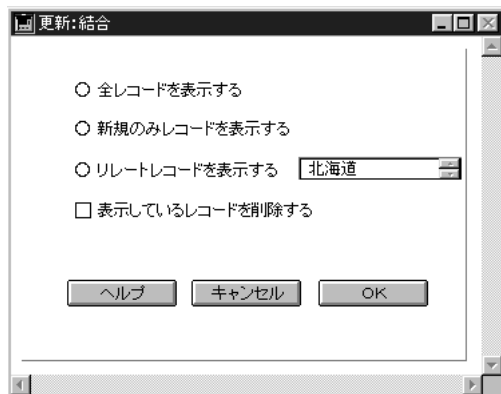 更新:結合
全レコードを表示する
新規のみレコードを表示する
リレートレコードを表示する 北海道
表示しているレコードを削除する
ヘルプ キャンセル OK